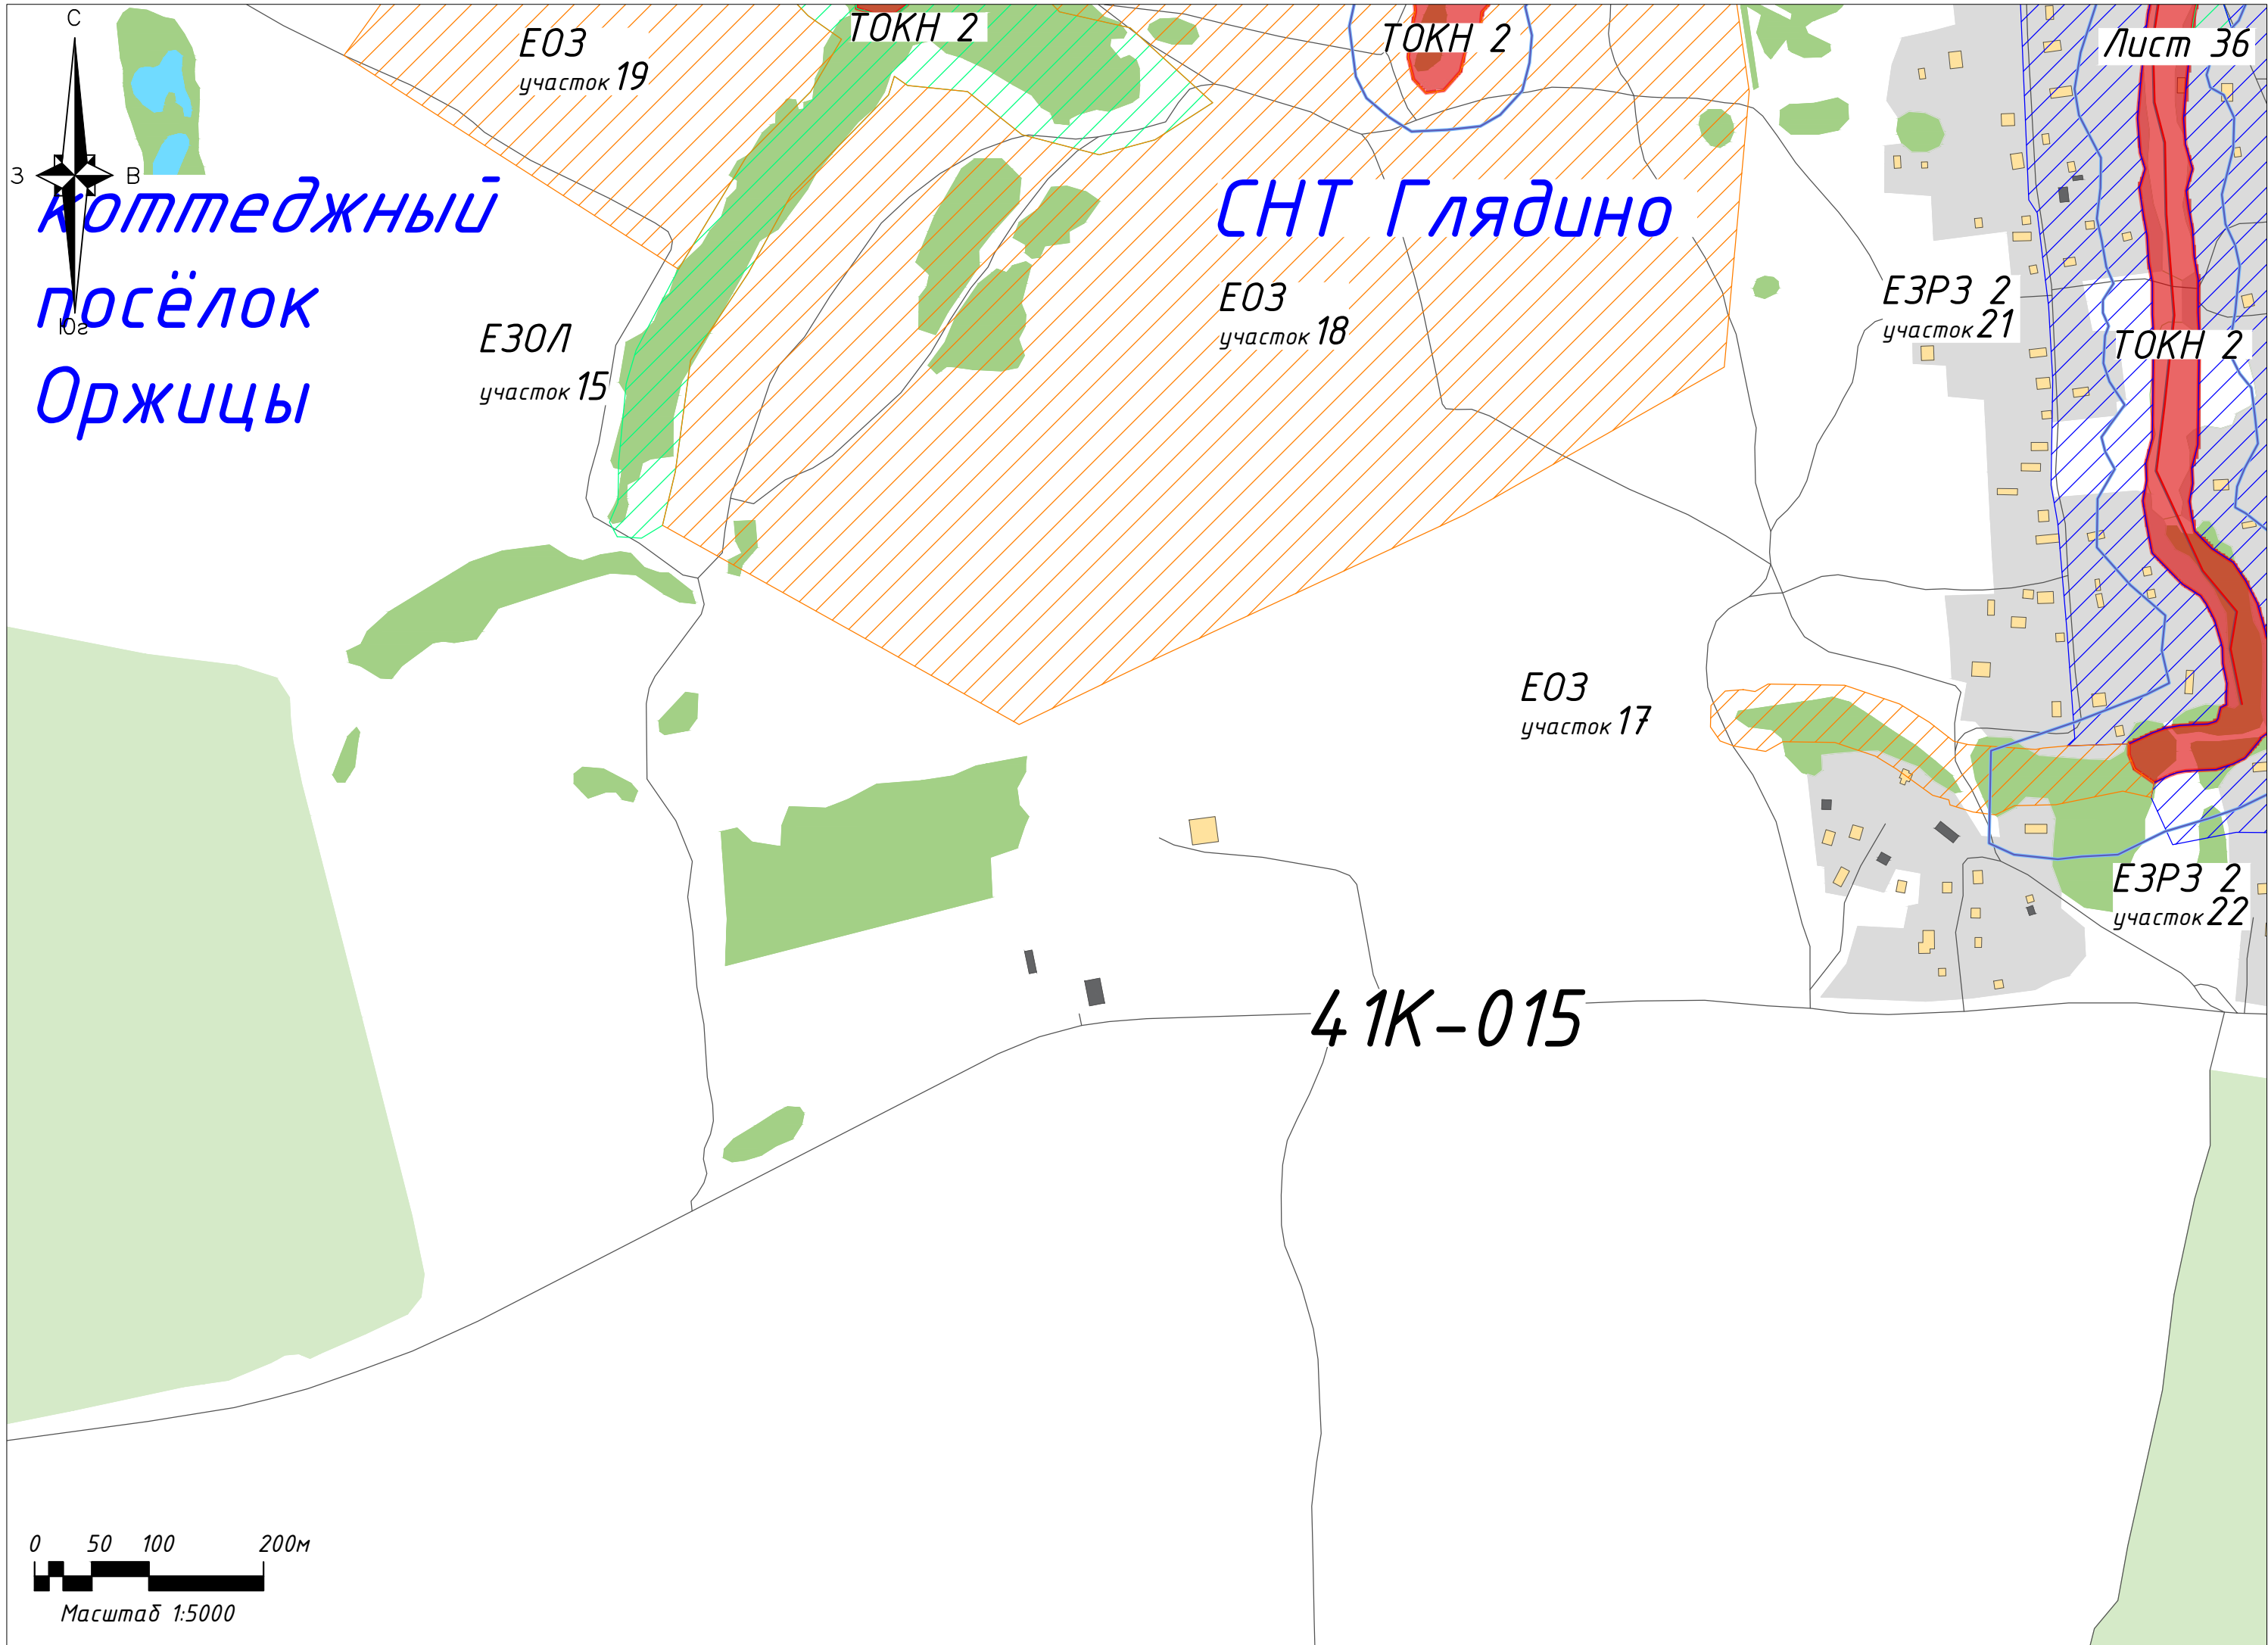 С
ЕОЗ
участок 19
ТОКН 2
ТОКН 2
Лист 36
З
В
Юг
коттеджный
посёлок
Оржицы
СНТ Глядино
ЕОЗ
участок 18
ЕЗРЗ 2
участок 21
ТОКН 2
ЕЗОЛ
участок 15
ЕОЗ
участок 17
ЕЗРЗ 2
участок 22
41К-015
0 50 100 200м
Масштаб 1:5000